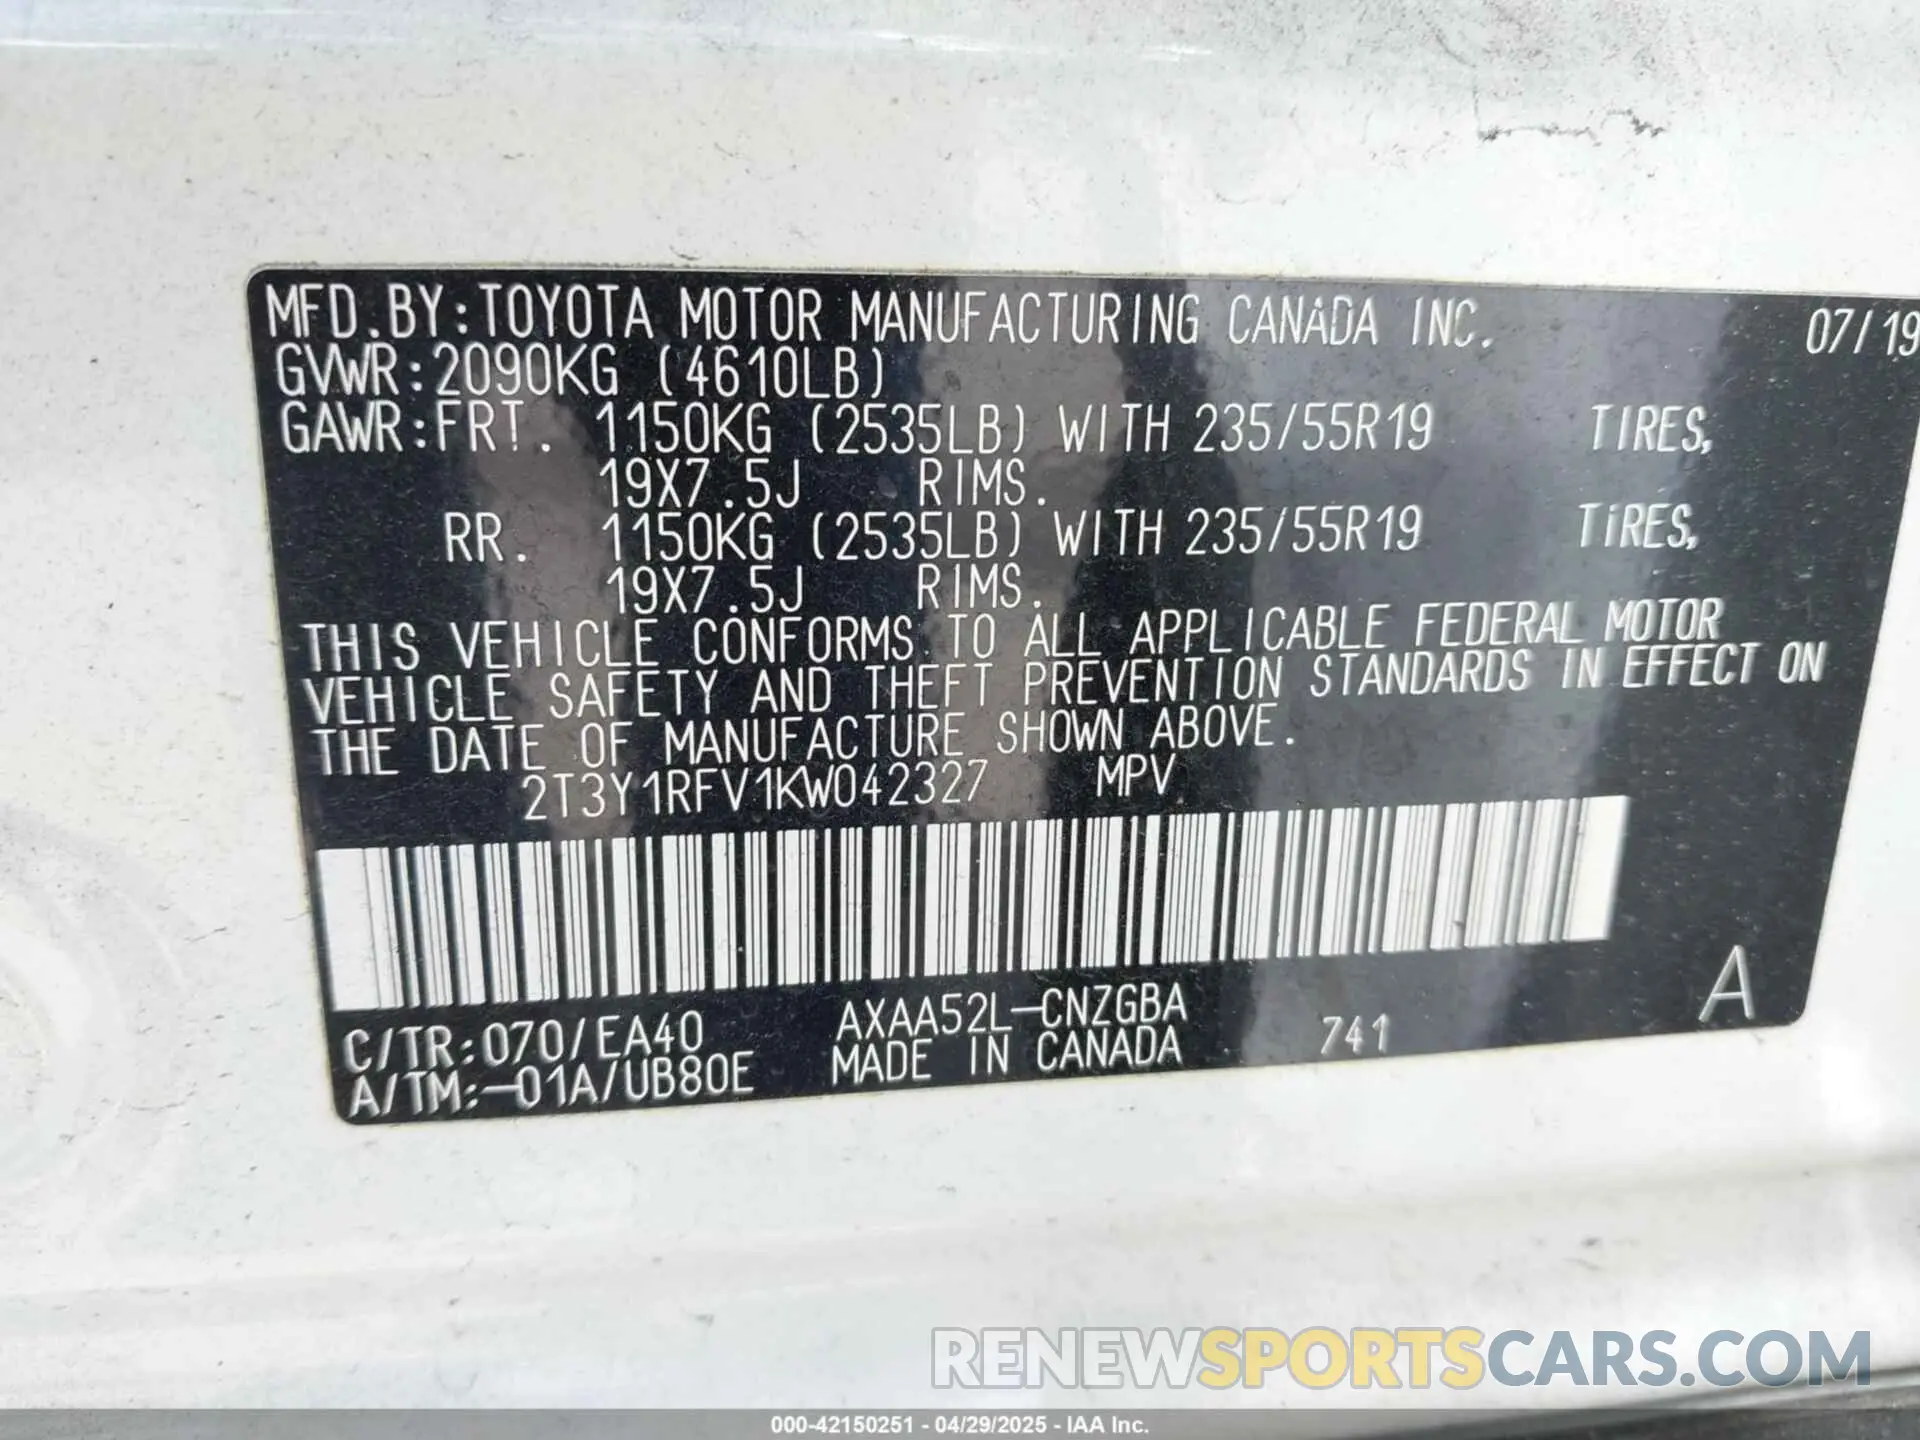 MFD.BY:TOYOTA MOTOR MANUFACTURING CANADA INC. 07/19
GVWR:2090KG (4610LB)
GAWR:FRT. 1150KG (2535LB) WITH 235/55R19 TIRES,
19X7.5J RIMS.
RR. 1150KG (2535LB) WITH 235/55R19 TIRES,
19X7.5J RIMS.
THIS VEHICLE CONFORMS TO ALL APPLICABLE FEDERAL MOTOR
VEHICLE SAFETY AND THEFT PREVENTION STANDARDS IN EFFECT ON
THE DATE OF MANUFACTURE SHOWN ABOVE.
2T3Y1RFV1KW042327 MPV
A
C/TR:070/EA40 AXAA52L-CNZGBA 741
A/TM:-01A/UB80E MADE IN CANADA
RENEWSPORTSCARS.COM
000-42150251 - 04/29/2025 - IAA Inc.